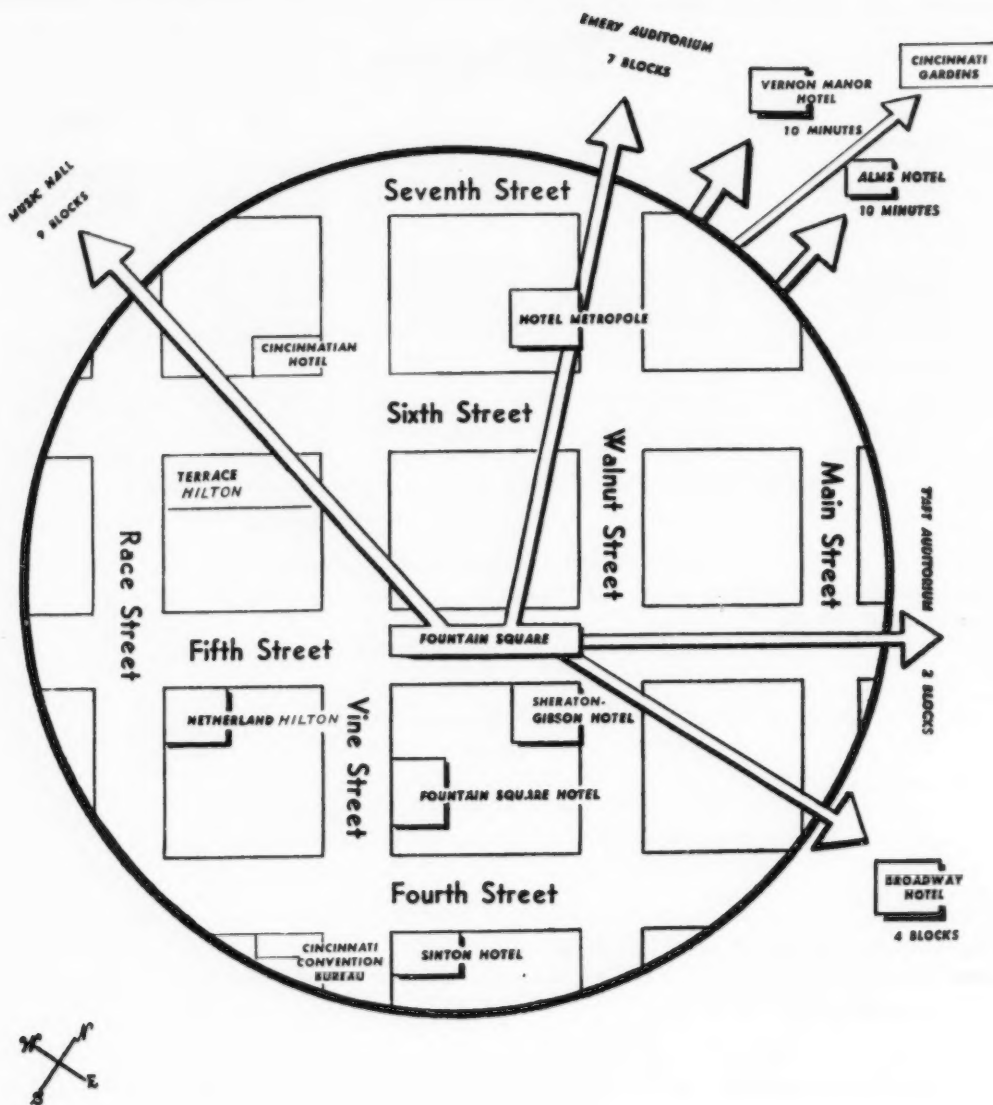 EMERY AUDITORIUM
7 BLOCKS
VERNON MANOR
HOTEL
10 MINUTES
CINCINNATI
GARDENS
ALMS HOTEL
10 MINUTES
MUSIC HALL
9 BLOCKS
Seventh Street
HOTEL METROPOLE
CINCINNATIAN
HOTEL
Sixth Street
Walnut Street
Main Street
TERRACE
HILTON
Race Street
TAFT AUDITORIUM
2 BLOCKS
FOUNTAIN SQUARE
Fifth Street
Vine Street
NETHERLAND HILTON
SHERATON-
GIBSON HOTEL
FOUNTAIN SQUARE HOTEL
Fourth Street
BROADWAY
HOTEL
4 BLOCKS
CINCINNATI
CONVENTION
BUREAU
SINTON HOTEL
W
N
S
E